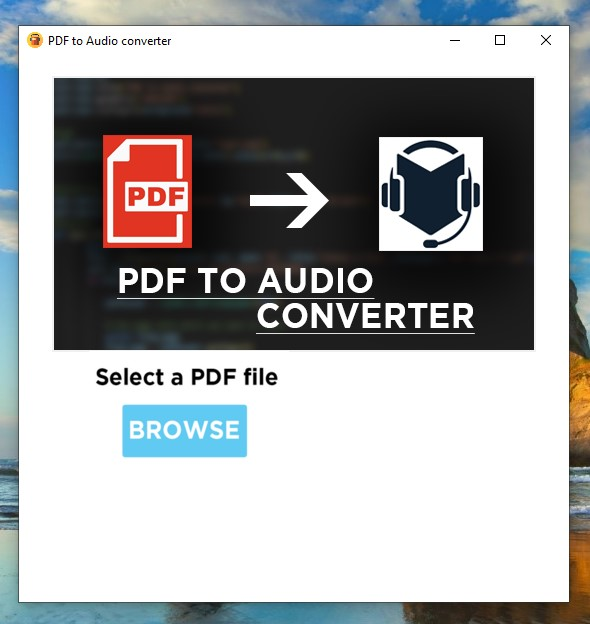 PDF to Audio converter
PDF
PDF TO AUDIO
CONVERTER
Select a PDF file
BROWSE